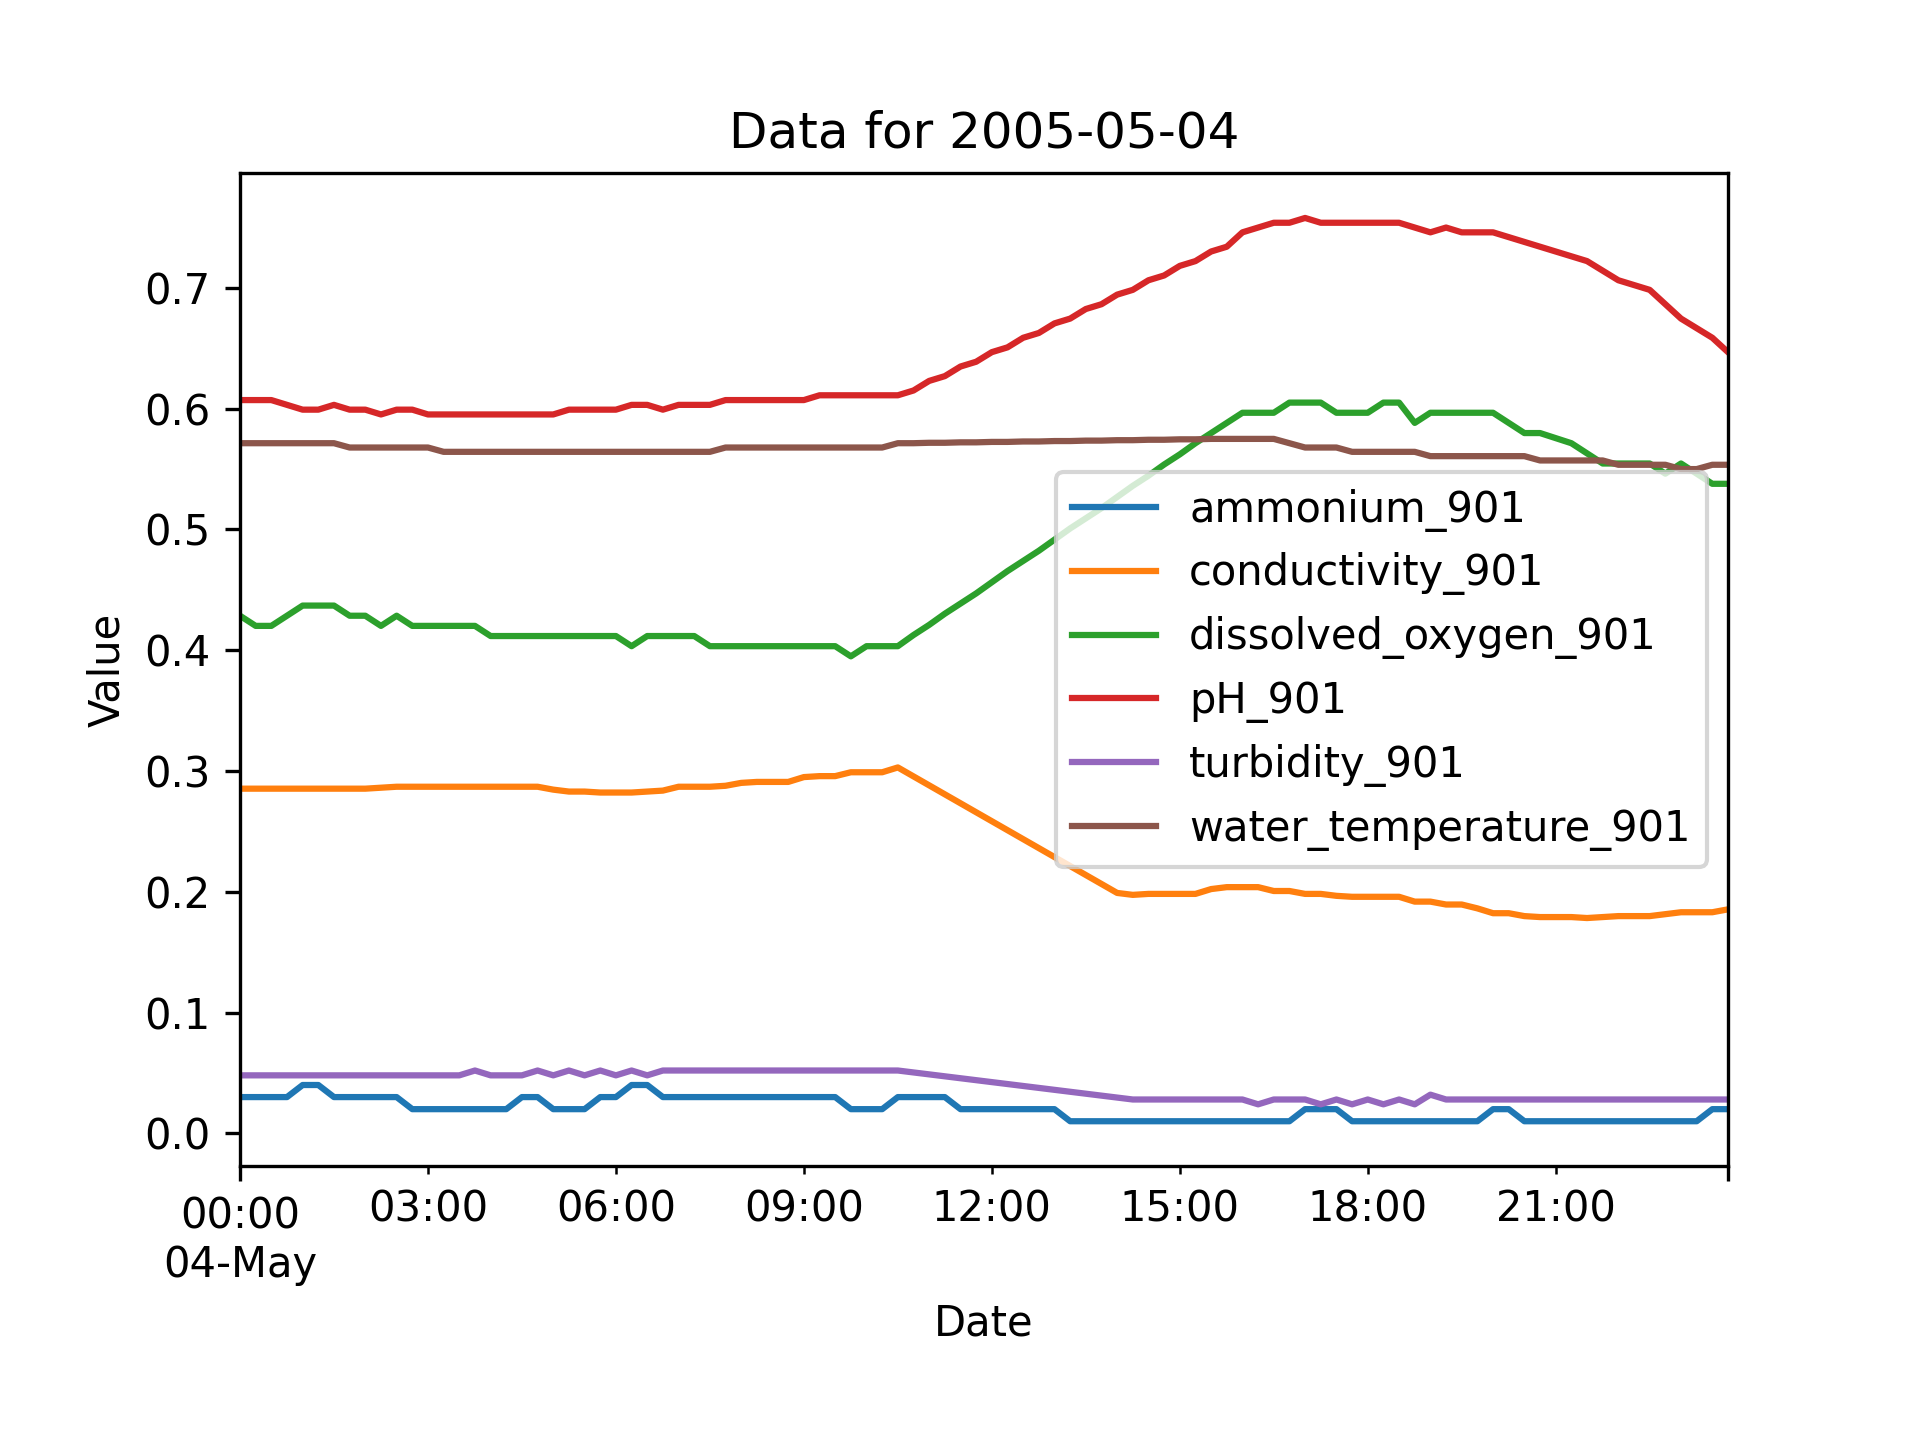 Data for 2005-05-04
Value
0.7
0.6
0.5
0.4
0.3
0.2
0.1
0.0
ammonium_901
conductivity_901
dissolved_oxygen_901
pH_901
turbidity_901
water_temperature_901
00:00 03:00 06:00 09:00 12:00 15:00 18:00 21:00
04-May
Date